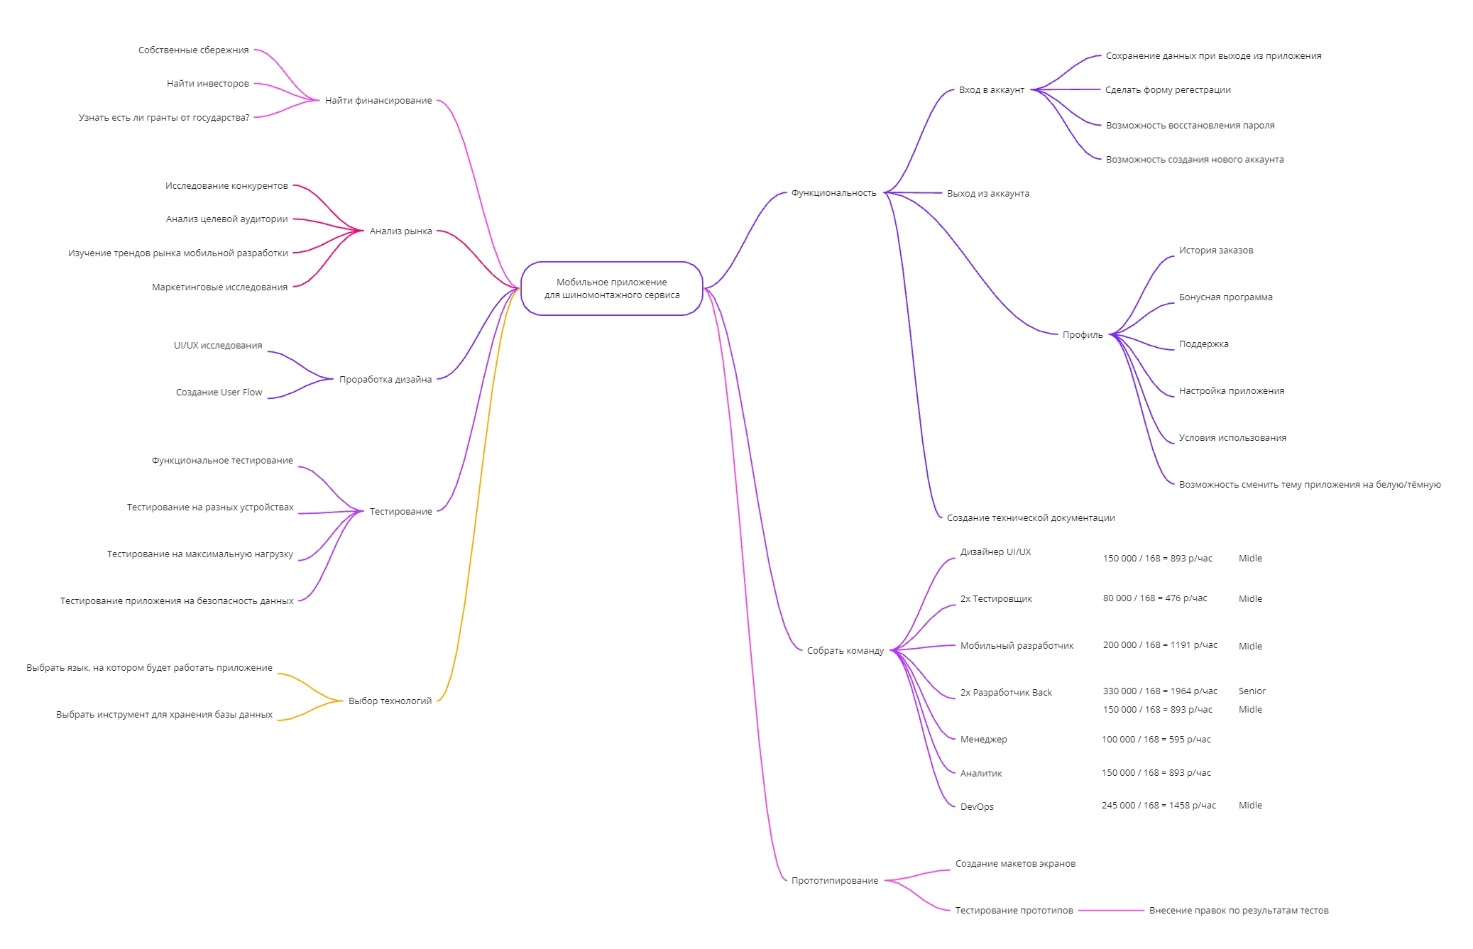 Мобильное приложение
для шиномонтажного сервиса
Найти финансирование
Собственные сбережния
Найти инвесторов
Узнать есть ли гранты от государства?
Анализ рынка
Исследование конкурентов
Анализ целевой аудитории
Изучение трендов рынка мобильной разработки
Маркетинговые исследования
Проработка дизайна
UI/UX исследования
Создание User Flow
Тестирование
Функциональное тестирование
Тестирование на разных устройствах
Тестирование на максимальную нагрузку
Тестирование приложения на безопасность данных
Выбор технологий
Выбрать язык, на котором будет работать приложение
Выбрать инструмент для хранения базы данных
Функциональность
Вход в аккаунт
Сохранение данных при выходе из приложения
Сделать форму регестрации
Возможность восстановления пароля
Возможность создания нового аккаунта
Выход из аккаунта
Профиль
История заказов
Бонусная программа
Поддержка
Настройка приложения
Условия использования
Возможность сменить тему приложения на белую/тёмную
Создание технической документации
Собрать команду
Дизайнер UI/UX 150 000 / 168 = 893 р/час Midle
2х Тестировщик 80 000 / 168 = 476 р/час Midle
Мобильный разработчик 200 000 / 168 = 1191 р/час Midle
2х Разработчик Back 330 000 / 168 = 1964 р/час Senior
150 000 / 168 = 893 р/час Midle
Менеджер 100 000 / 168 = 595 р/час
Аналитик 150 000 / 168 = 893 р/час
DevOps 245 000 / 168 = 1458 р/час Midle
Прототипирование
Создание макетов экранов
Тестирование прототипов
Внесение правок по результатам тестов